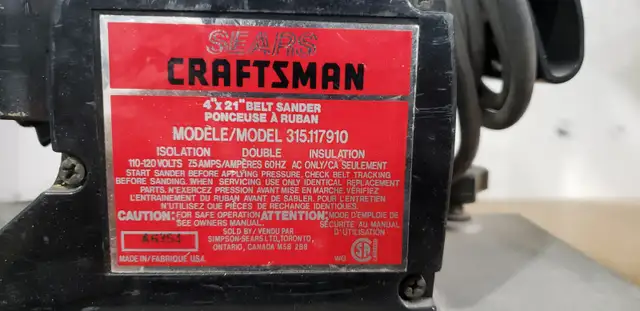 SEARS
CRAFTSMAN
4"x 21" BELT SANDER
PONCEUSE À RUBAN
MODÈLE/MODEL 315.117910
ISOLATION DOUBLE INSULATION
110-120 VOLTS 7.5 AMPS/AMPÈRES 60HZ AC ONLY/CA SEULEMENT
START SANDER BEFORE APPLYING PRESSURE. CHECK BELT TRACKING
BEFORE SANDING. WHEN SERVICING USE ONLY IDENTICAL REPLACEMENT
PARTS. N'EXERCEZ PRESSION AVANT MISE EN MARCHE. VÉRIFIEZ
L'ENTRAINEMENT DU RUBAN AVANT DE SABLER. POUR L'ENTRETIEN
N'UTILISEZ QUE PIÈCES DE RECHANGE IDENTIQUES.
CAUTION: FOR SAFE OPERATION SEE OWNERS MANUAL. ATTENTION: MODE D'EMPLOI DE SÉCURITÉ AU MANUAL D'UTILISATION
SOLD BY / VENDU PAR
SIMPSON-SEARS LTD., TORONTO,
ONTARIO, CANADA M5B 2B8
MADE IN/FABRIQUE U.S.A.
WG